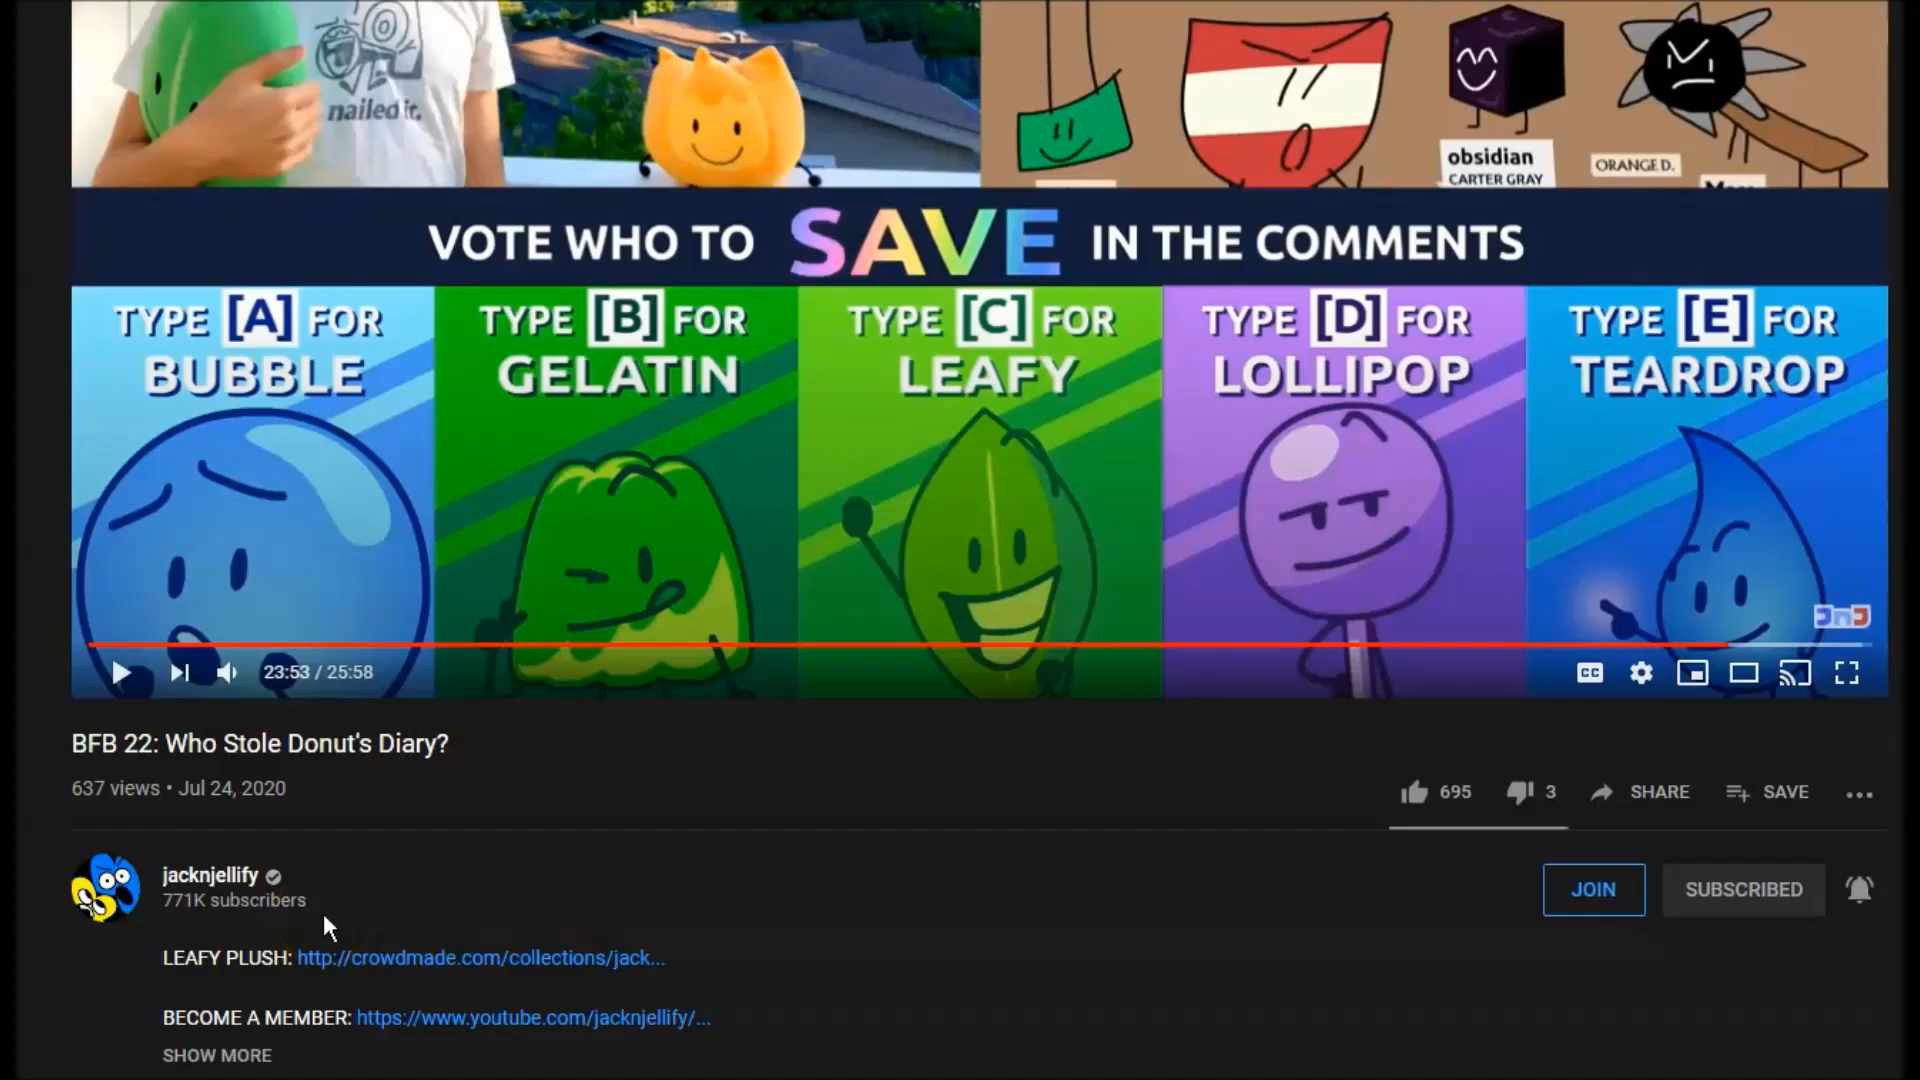 nailed it.
obsidian
CARTER GRAY
ORANGE D.
VOTE WHO TO SAVE IN THE COMMENTS
TYPE [A] FOR
BUBBLE
TYPE [B] FOR
GELATIN
TYPE [C] FOR
LEAFY
TYPE [D] FOR
LOLLIPOP
TYPE [E] FOR
TEARDROP
23:53 / 25:58
CC
BFB 22: Who Stole Donut's Diary?
637 views • Jul 24, 2020
695
3
SHARE
SAVE
jacknjellify
771K subscribers
JOIN
SUBSCRIBED
LEAFY PLUSH: http://crowdmade.com/collections/jack...
BECOME A MEMBER: https://www.youtube.com/jacknjellify/...
SHOW MORE